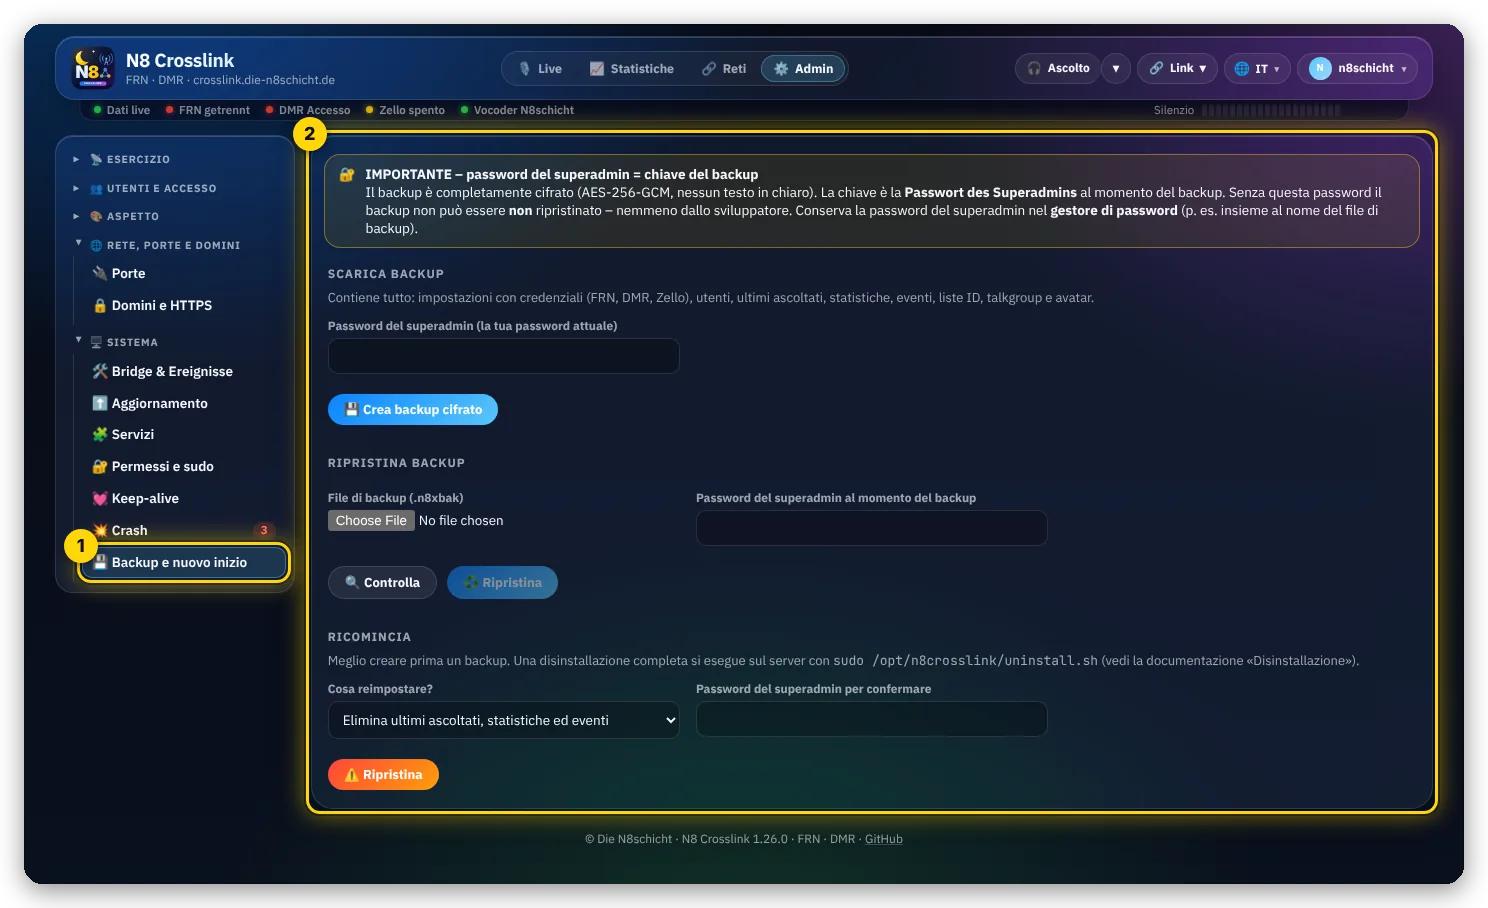 N8 Crosslink
FRN · DMR · crosslink.die-n8schicht.de
Live
Statistiche
Reti
Admin
Ascolto
Link
IT
N
n8schicht
Dati live
FRN getrennt
DMR Accesso
Zello spento
Vocoder N8schicht
Silenzio
ESERCIZIO
UTENTI E ACCESSO
ASPETTO
RETE, PORTE E DOMINI
Porte
Domini e HTTPS
SISTEMA
Bridge & Ereignisse
Aggiornamento
Servizi
Permessi e sudo
Keep-alive
Crash 3
1
Backup e nuovo inizio
2
IMPORTANTE – password del superadmin = chiave del backup
Il backup è completamente cifrato (AES-256-GCM, nessun testo in chiaro). La chiave è la Passwort des Superadmins al momento del backup. Senza questa password il
backup non può essere non ripristinato – nemmeno dallo sviluppatore. Conserva la password del superadmin nel gestore di password (p. es. insieme al nome del file di
backup).
SCARICA BACKUP
Contiene tutto: impostazioni con credenziali (FRN, DMR, Zello), utenti, ultimi ascoltati, statistiche, eventi, liste ID, talkgroup e avatar.
Password del superadmin (la tua password attuale)
Crea backup cifrato
RIPRISTINA BACKUP
File di backup (.n8xbak)
Choose File No file chosen
Password del superadmin al momento del backup
Controlla
Ripristina
RICOMINCIA
Meglio creare prima un backup. Una disinstallazione completa si esegue sul server con sudo /opt/n8crosslink/uninstall.sh (vedi la documentazione «Disinstallazione»).
Cosa reimpostare?
Elimina ultimi ascoltati, statistiche ed eventi
Password del superadmin per confermare
Ripristina
© Die N8schicht · N8 Crosslink 1.26.0 · FRN · DMR · GitHub